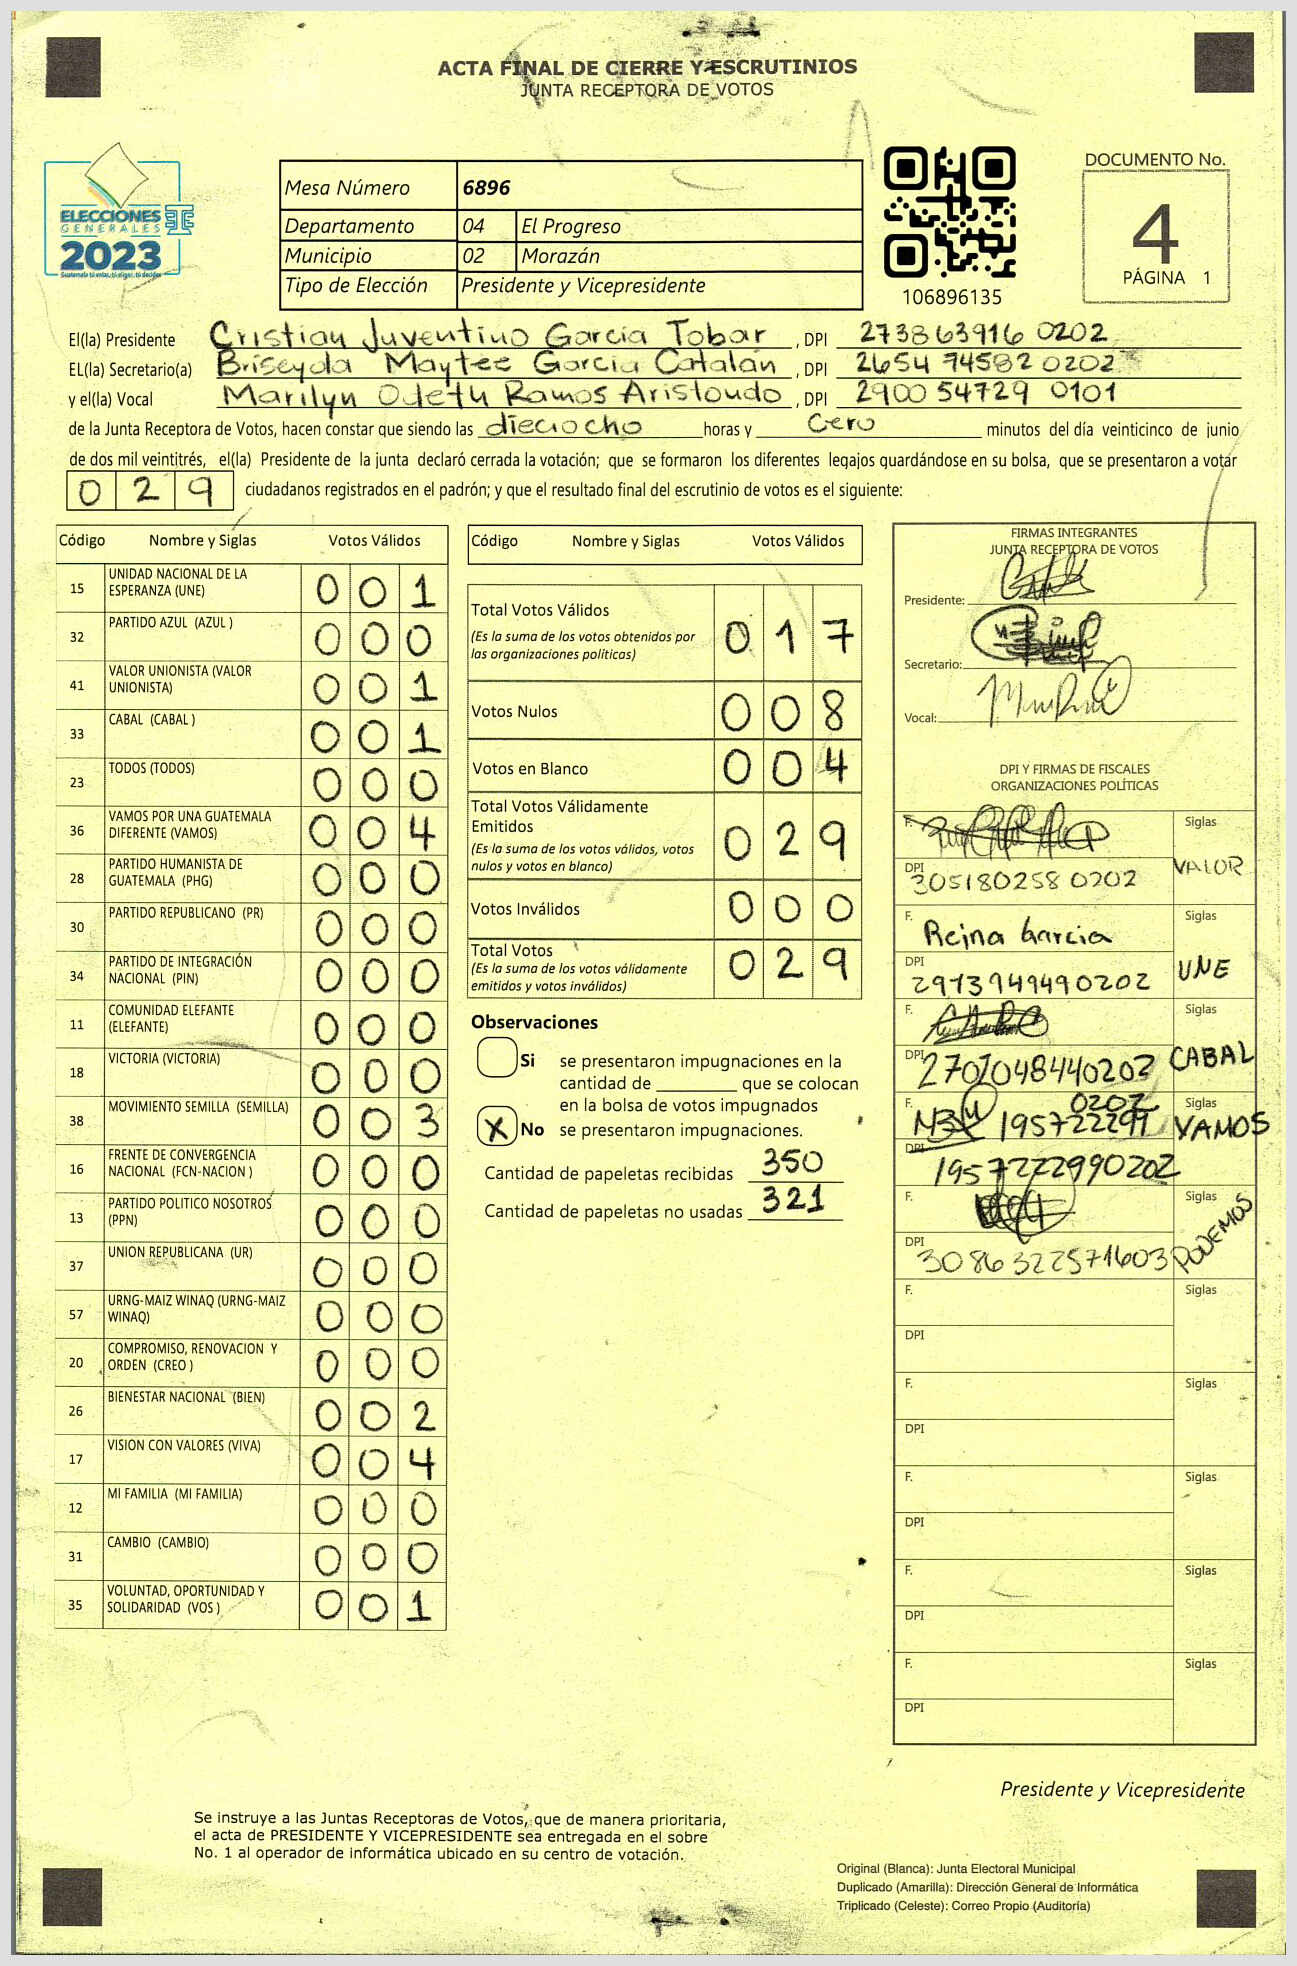 ACTA FINAL DE CIERRE Y ESCRUTINIOS
JUNTA RECEPTORA DE VOTOS
ELECCIONES
GENERALES
2023
Mesa Número 6896
Departamento 04 El Progreso
Municipio 02 Morazán
Tipo de Elección Presidente y Vicepresidente
106896135
DOCUMENTO No.
4
PÁGINA 1
El(la) Presidente Cristian Juventino García Tobar , DPI 273863916 0202
EL(la) Secretario(a) Briseyda Maytee Garcia Catalán , DPI 2654 74582 0202
y el(la) Vocal Marilyn Odeth Ramos Aristondo , DPI 2900 54729 0101
de la Junta Receptora de Votos, hacen constar que siendo las dieciocho horas y Cero minutos del día veinticinco de junio
de dos mil veintitrés, el(la) Presidente de la junta declaró cerrada la votación; que se formaron los diferentes legajos guardándose en su bolsa, que se presentaron a votar
0 2 9 ciudadanos registrados en el padrón; y que el resultado final del escrutinio de votos es el siguiente:
Código Nombre y Siglas Votos Válidos
15 UNIDAD NACIONAL DE LA ESPERANZA (UNE) 0 0 1
32 PARTIDO AZUL (AZUL ) 0 0 0
41 VALOR UNIONISTA (VALOR UNIONISTA) 0 0 1
33 CABAL (CABAL ) 0 0 1
23 TODOS (TODOS) 0 0 0
36 VAMOS POR UNA GUATEMALA DIFERENTE (VAMOS) 0 0 4
28 PARTIDO HUMANISTA DE GUATEMALA (PHG) 0 0 0
30 PARTIDO REPUBLICANO (PR) 0 0 0
34 PARTIDO DE INTEGRACIÓN NACIONAL (PIN) 0 0 0
11 COMUNIDAD ELEFANTE (ELEFANTE) 0 0 0
18 VICTORIA (VICTORIA) 0 0 0
38 MOVIMIENTO SEMILLA (SEMILLA) 0 0 3
16 FRENTE DE CONVERGENCIA NACIONAL (FCN-NACION ) 0 0 0
13 PARTIDO POLITICO NOSOTROS (PPN) 0 0 0
37 UNION REPUBLICANA (UR) 0 0 0
57 URNG-MAIZ WINAQ (URNG-MAIZ WINAQ) 0 0 0
20 COMPROMISO, RENOVACION Y ORDEN (CREO ) 0 0 0
26 BIENESTAR NACIONAL (BIEN) 0 0 2
17 VISION CON VALORES (VIVA) 0 0 4
12 MI FAMILIA (MI FAMILIA) 0 0 0
31 CAMBIO (CAMBIO) 0 0 0
35 VOLUNTAD, OPORTUNIDAD Y SOLIDARIDAD (VOS ) 0 0 1
Código Nombre y Siglas Votos Válidos
Total Votos Válidos 0 1 7
(Es la suma de los votos obtenidos por
las organizaciones políticas)
Votos Nulos 0 0 8
Votos en Blanco 0 0 4
Total Votos Válidamente
Emitidos 0 2 9
(Es la suma de los votos válidos, votos
nulos y votos en blanco)
Votos Inválidos 0 0 0
Total Votos 0 2 9
(Es la suma de los votos válidamente
emitidos y votos inválidos)
Observaciones
Si se presentaron impugnaciones en la
cantidad de ________ que se colocan
en la bolsa de votos impugnados
X No se presentaron impugnaciones.
Cantidad de papeletas recibidas 350
Cantidad de papeletas no usadas 321
FIRMAS INTEGRANTES
JUNTA RECEPTORA DE VOTOS
Presidente:
Secretario:
Vocal:
DPI Y FIRMAS DE FISCALES
ORGANIZACIONES POLÍTICAS
F. Siglas
DPI 305180258 0202 VALOR
F. Reina Garcia Siglas
DPI 2973949490202 UNE
F. Siglas
DPI 2707048440202 CABAL
F. 195722299 0202 Siglas VAMOS
DPI 1957222990202
F. Siglas
DPI 3086322571603 PODEMOS
F. Siglas
DPI
F. Siglas
DPI
F. Siglas
DPI
F. Siglas
DPI
F. Siglas
DPI
Presidente y Vicepresidente
Se instruye a las Juntas Receptoras de Votos, que de manera prioritaria,
el acta de PRESIDENTE Y VICEPRESIDENTE sea entregada en el sobre
No. 1 al operador de informática ubicado en su centro de votación.
Original (Blanca): Junta Electoral Municipal
Duplicado (Amarilla): Dirección General de Informática
Triplicado (Celeste): Correo Propio (Auditoría)